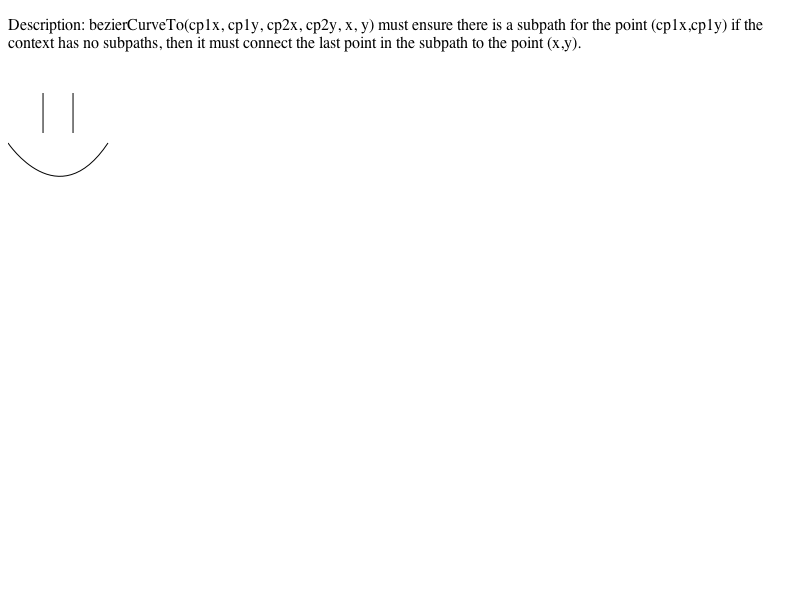 Description: bezierCurveTo(cp1x, cp1y, cp2x, cp2y, x, y) must ensure there is a subpath for the point (cp1x,cp1y) if the
context has no subpaths, then it must connect the last point in the subpath to the point (x,y).